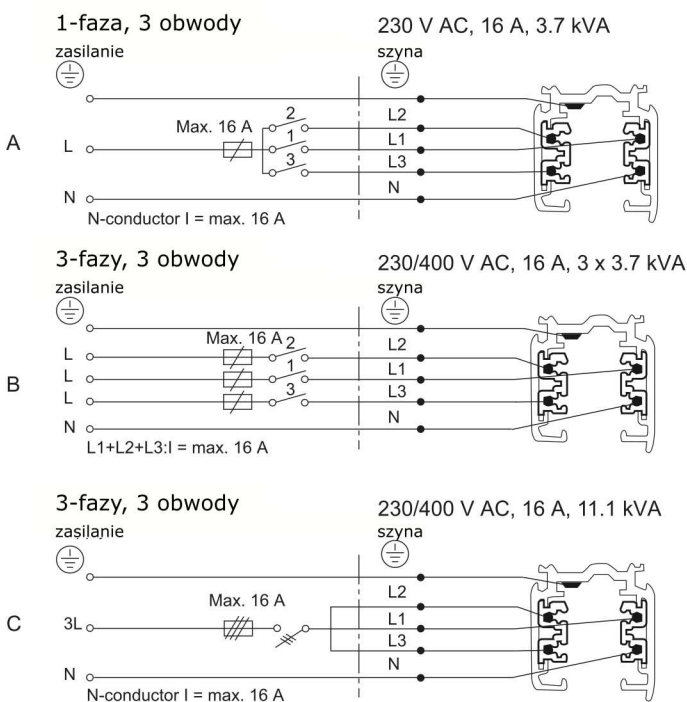 1-faza, 3 obwody
230 V AC, 16 A, 3.7 kVA
zasilanie
szyna
A
Max. 16 A
2
L2
L
1
L1
3
L3
N
N
N-conductor I = max. 16 A
3-fazy, 3 obwody
230/400 V AC, 16 A, 3 x 3.7 kVA
zasilanie
szyna
B
Max. 16 A
2
L2
L
L
1
L1
L
3
L3
N
N
L1+L2+L3:I = max. 16 A
3-fazy, 3 obwody
230/400 V AC, 16 A, 11.1 kVA
zasilanie
szyna
C
Max. 16 A
L2
3L
L1
L3
N
N
N-conductor I = max. 16 A